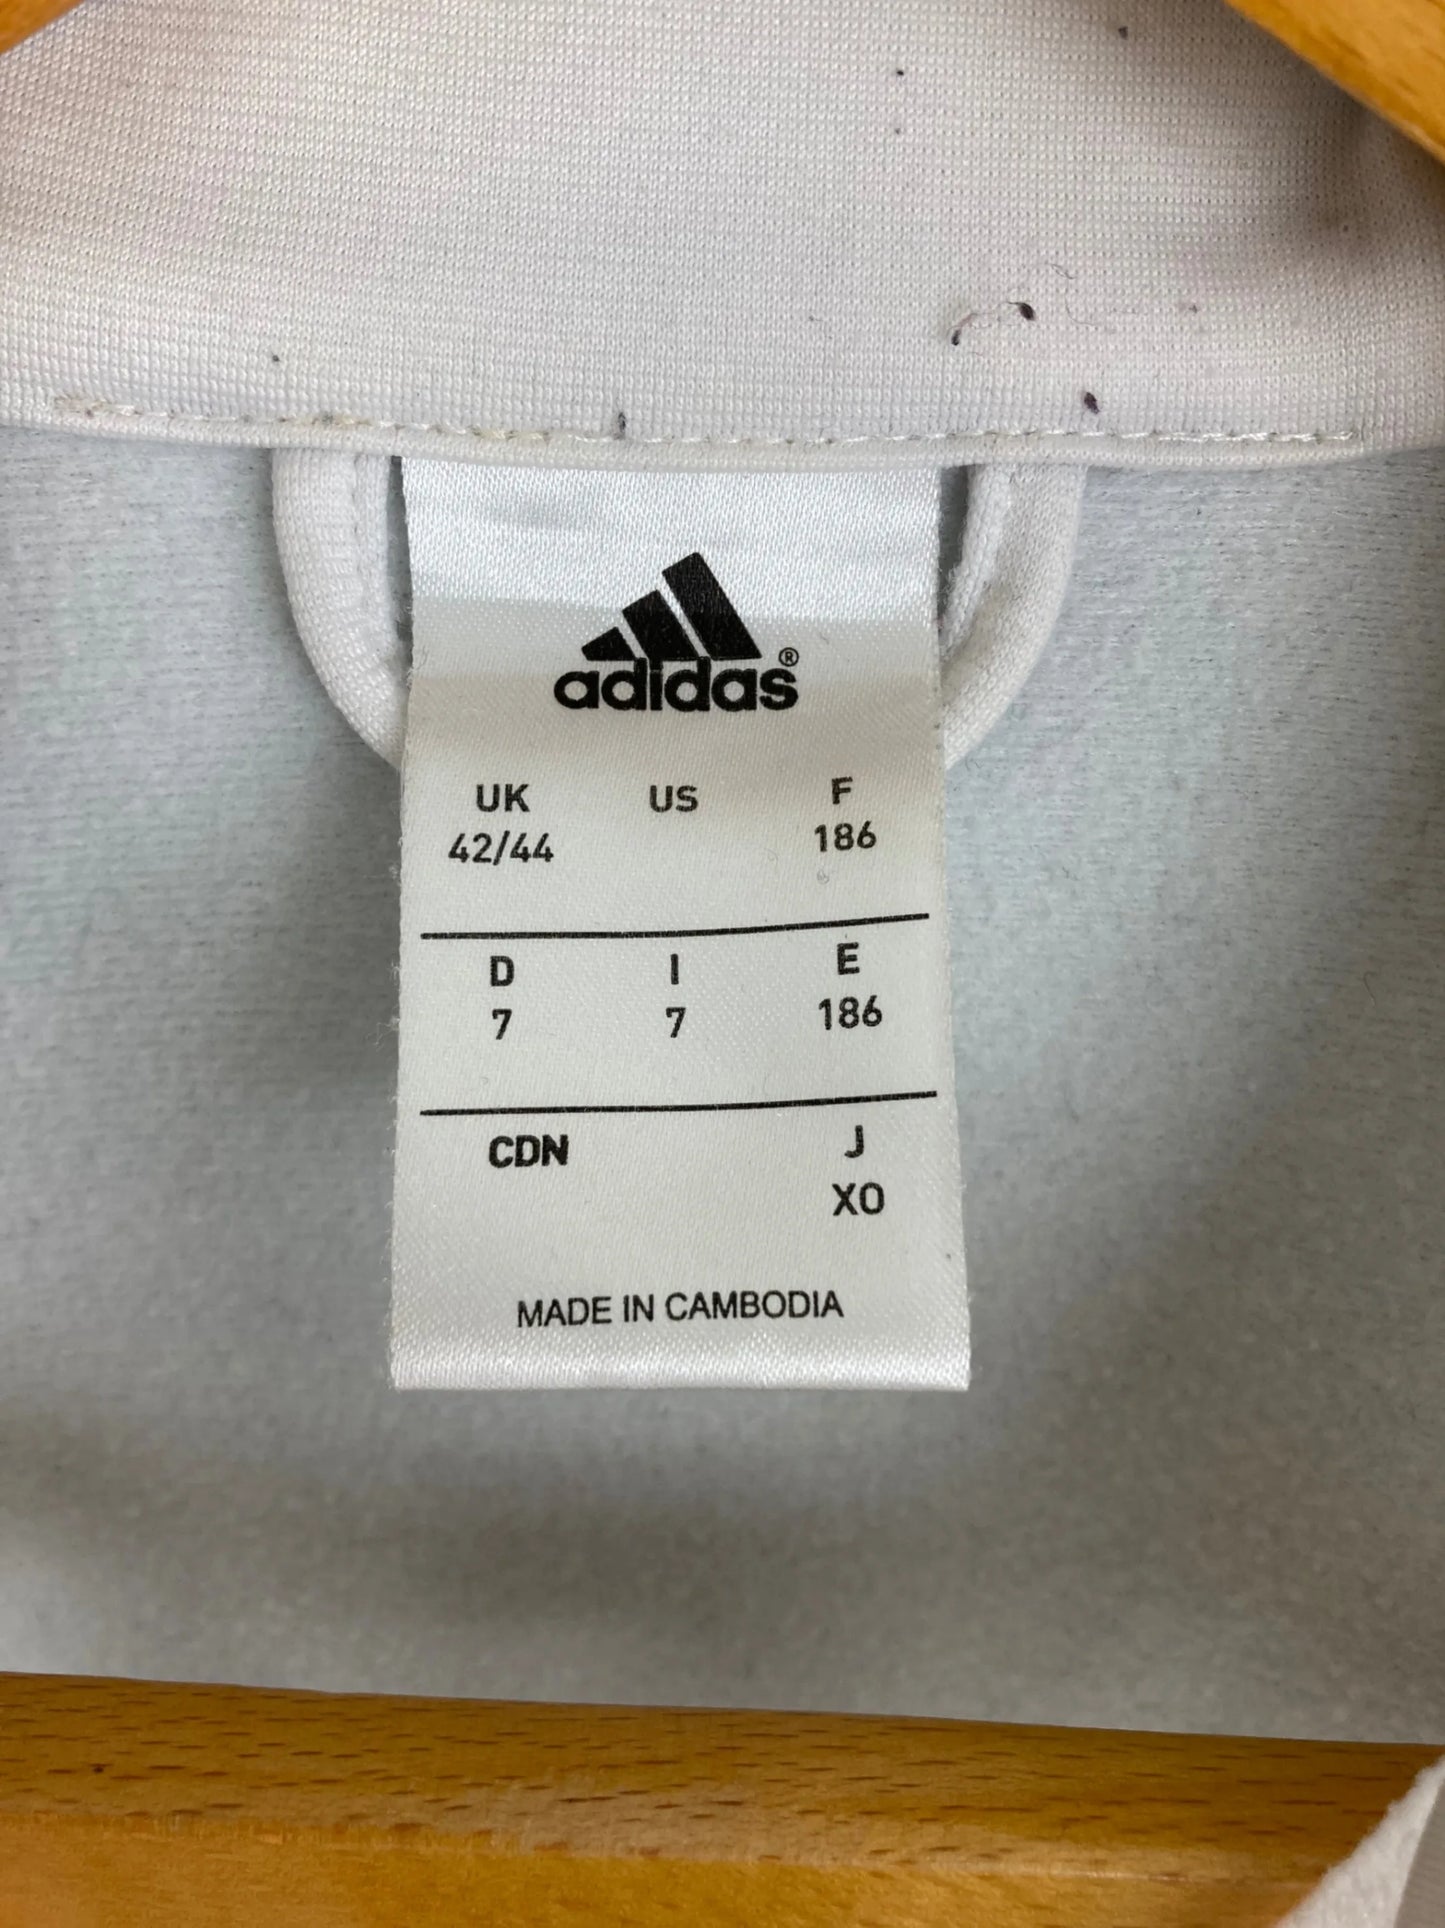 adidas®
UK US F
42/44 186
D I E
7 7 186
CDN J
XO
MADE IN CAMBODIA